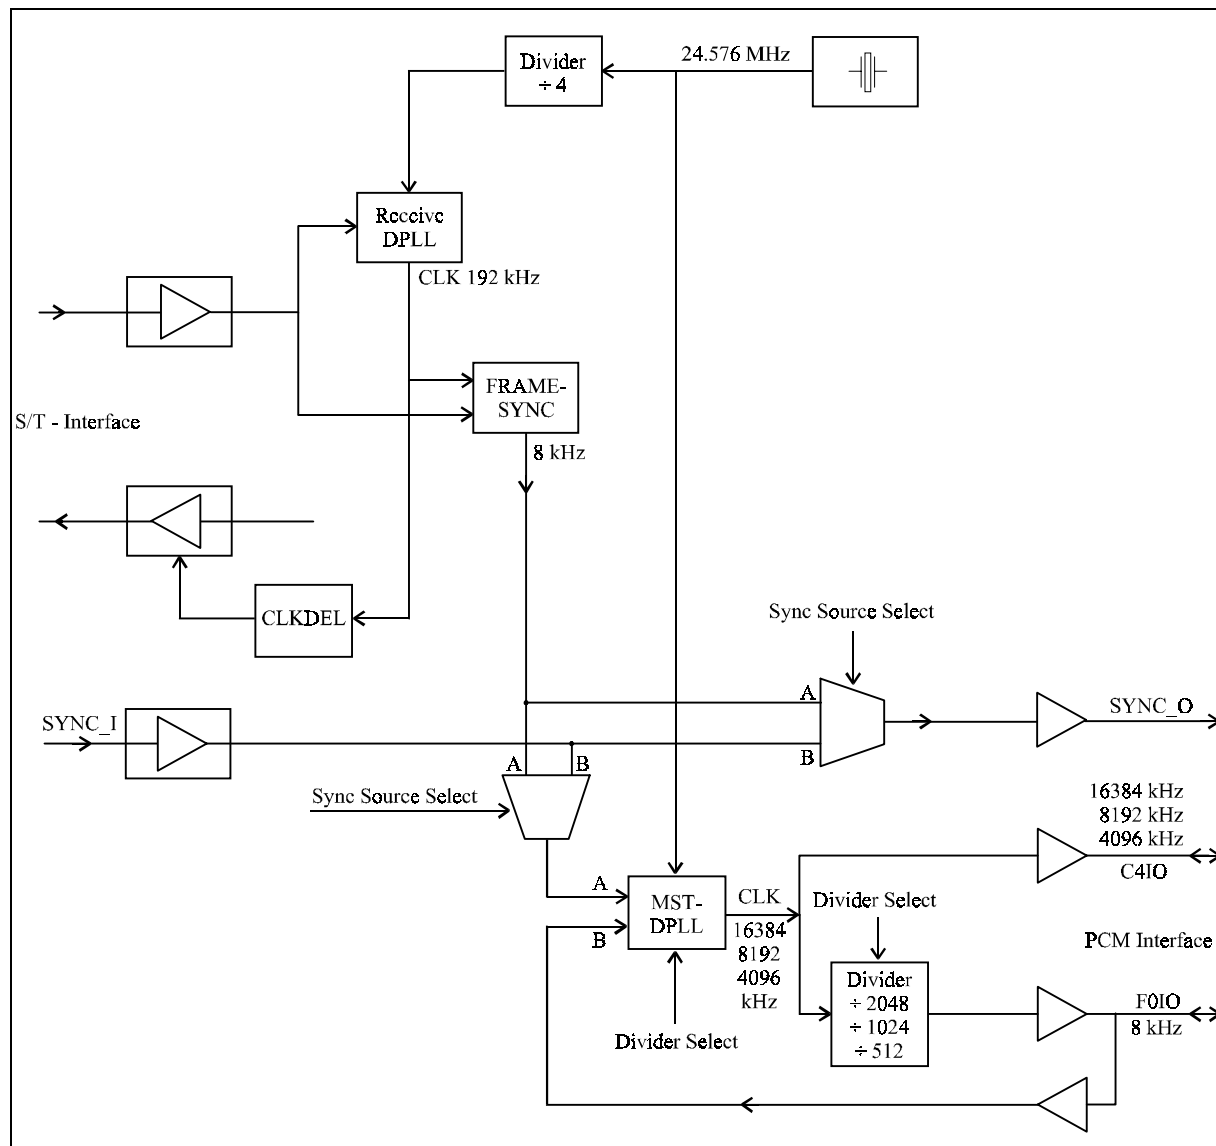 24.576 MHz
Divider
÷ 4
Receive
DPLL
CLK 192 kHz
FRAME-
SYNC
S/T - Interface
8 kHz
CLKDEL
Sync Source Select
A
SYNC_O
SYNC_I
B
A
B
Sync Source Select
16384 kHz
8192 kHz
4096 kHz
C4IO
A
MST-
DPLL
B
CLK
16384
8192
4096
kHz
Divider Select
PCM Interface
Divider
÷ 2048
÷ 1024
÷ 512
F0IO
8 kHz
Divider Select